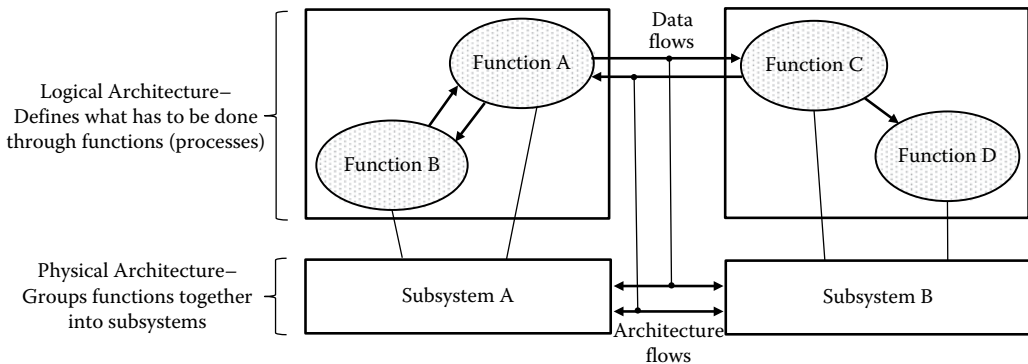 Logical Architecture–
Defines what has to be done
through functions (processes)
Function A
Function B
Data
flows
Function C
Function D
Physical Architecture–
Groups functions together
into subsystems
Subsystem A
Subsystem B
Architecture
flows